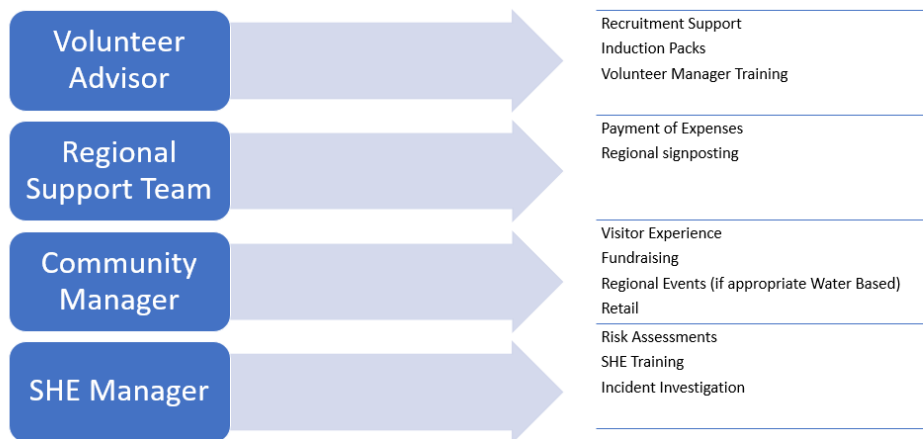 Volunteer
Advisor
Recruitment Support
Induction Packs
Volunteer Manager Training
Regional
Support Team
Payment of Expenses
Regional signposting
Community
Manager
Visitor Experience
Fundraising
Regional Events (if appropriate Water Based)
Retail
SHE Manager
Risk Assessments
SHE Training
Incident Investigation